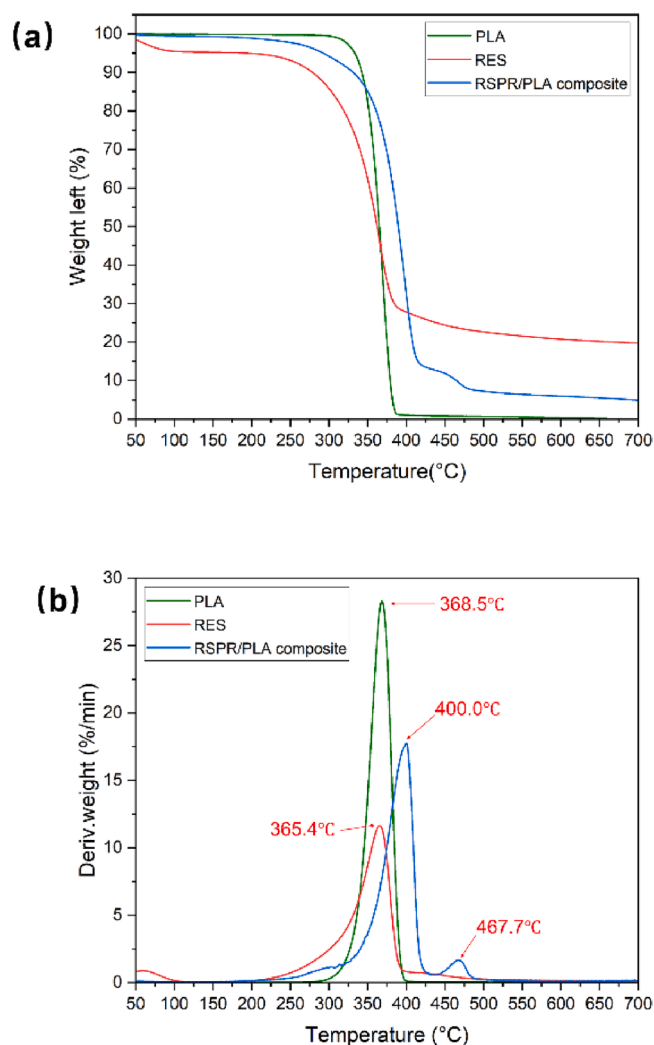 (a)
PLA
RES
RSPR/PLA composite
100
90
80
70
60
50
40
30
20
10
0
Weight left (%)
50 100 150 200 250 300 350 400 450 500 550 600 650 700
Temperature(°C)
(b)
30
25
20
15
10
5
0
Deriv.weight (%/min)
PLA
RES
RSPR/PLA composite
368.5℃
400.0℃
365.4℃
467.7℃
50 100 150 200 250 300 350 400 450 500 550 600 650 700
Temperature (°C)